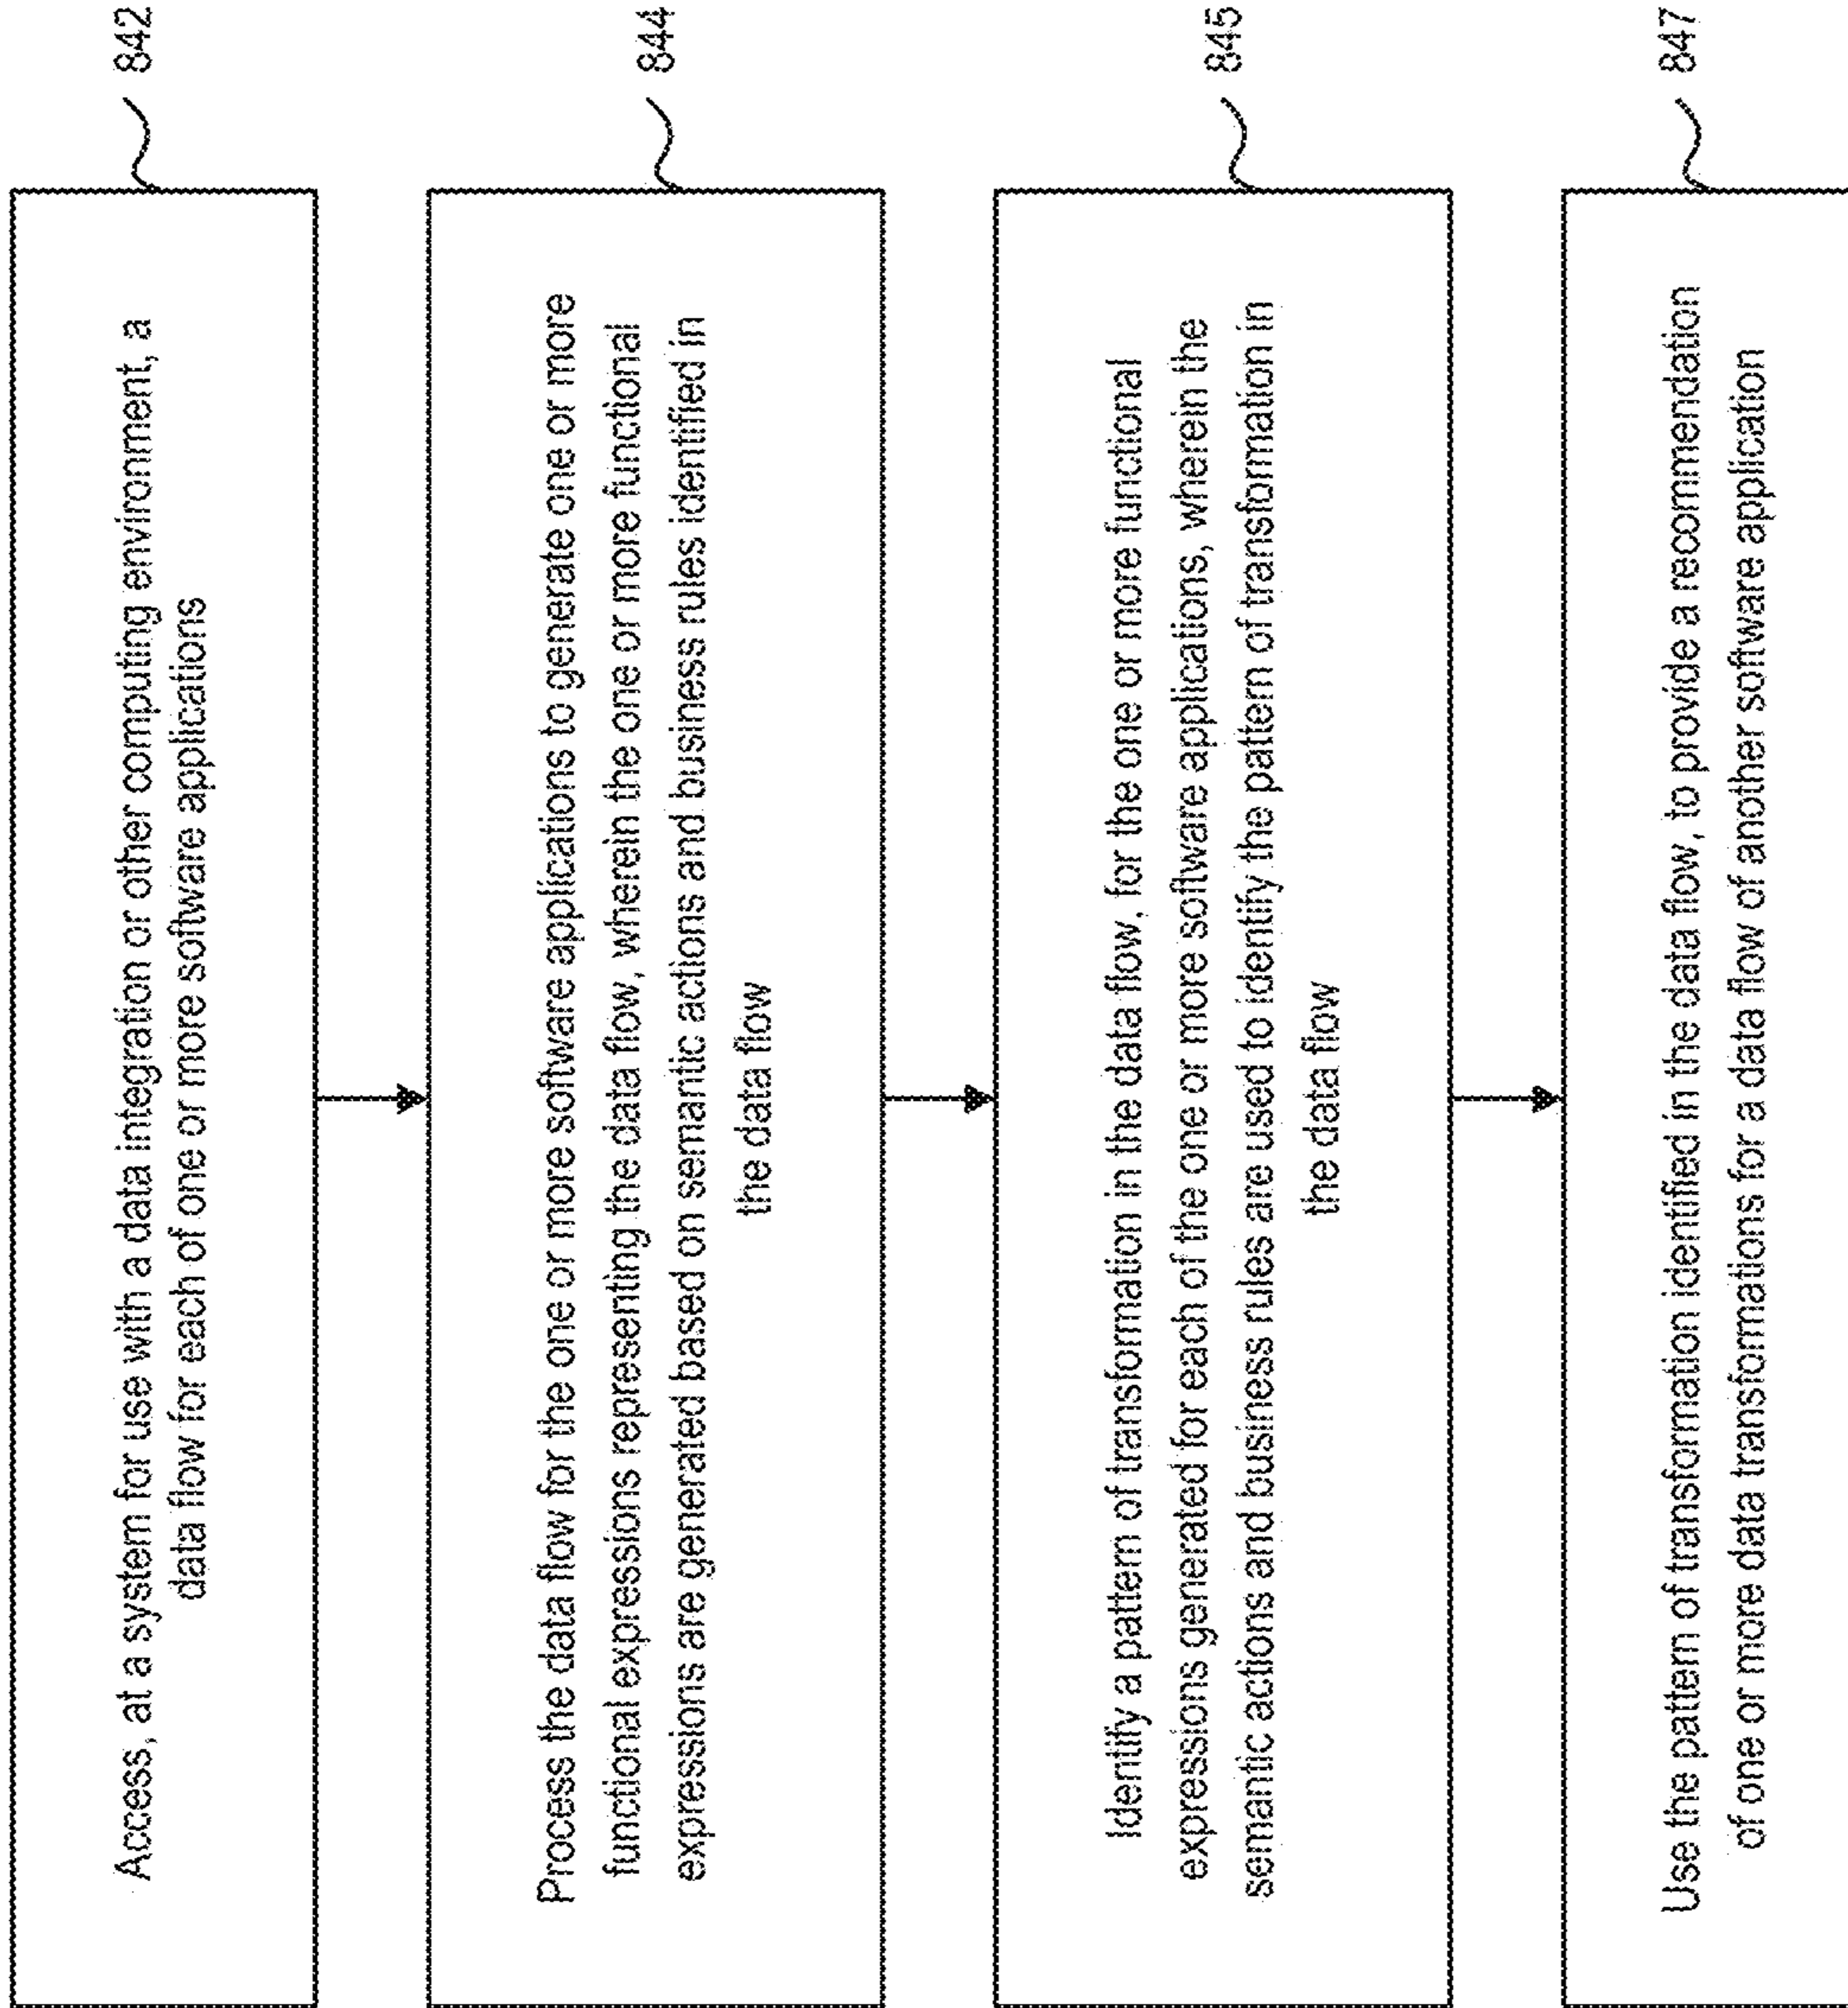 Access, at a system for use with a data integration or other computing environment, a
data flow for each of one or more software applications
842
Process the data flow for the one or more software applications to generate one or more
functional expressions representing the data flow, wherein the one or more functional
expressions are generated based on semantic actions and business rules identified in
the data flow
844
Identify a pattern of transformation in the data flow, for the one or more functional
expressions generated for each of the one or more software applications, wherein the
semantic actions and business rules are used to identify the pattern of transformation in
the data flow
845
Use the pattern of transformation identified in the data flow, to provide a recommendation
of one or more data transformations for a data flow of another software application
847